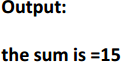 Output:
the sum is =15